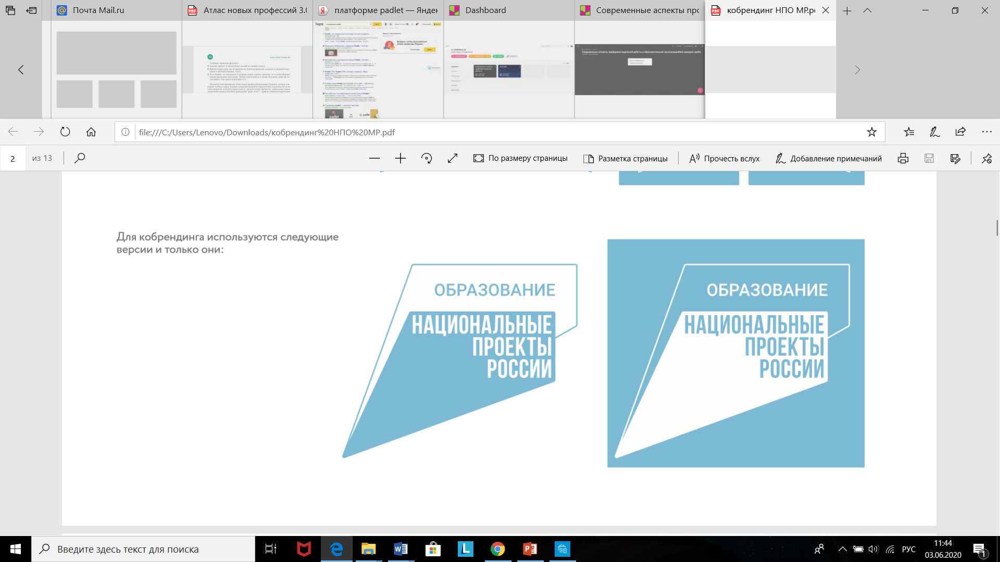 Почта Mail.ru
Атлас новых профессий 3.0
платформе padlet — Яндек
Dashboard
Современные аспекты про
кобрендинг НПО МР.pd
file:///C:/Users/Lenovo/Downloads/кобрендинг%20НПО%20МР.pdf
2 из 13
По размеру страницы
Разметка страницы
Прочесть вслух
Добавление примечаний
Для кобрендинга используются следующие
версии и только они:
ОБРАЗОВАНИЕ
НАЦИОНАЛЬНЫЕ
ПРОЕКТЫ
РОССИИ
ОБРАЗОВАНИЕ
НАЦИОНАЛЬНЫЕ
ПРОЕКТЫ
РОССИИ
Введите здесь текст для поиска
РУС
11:44
03.06.2020
1